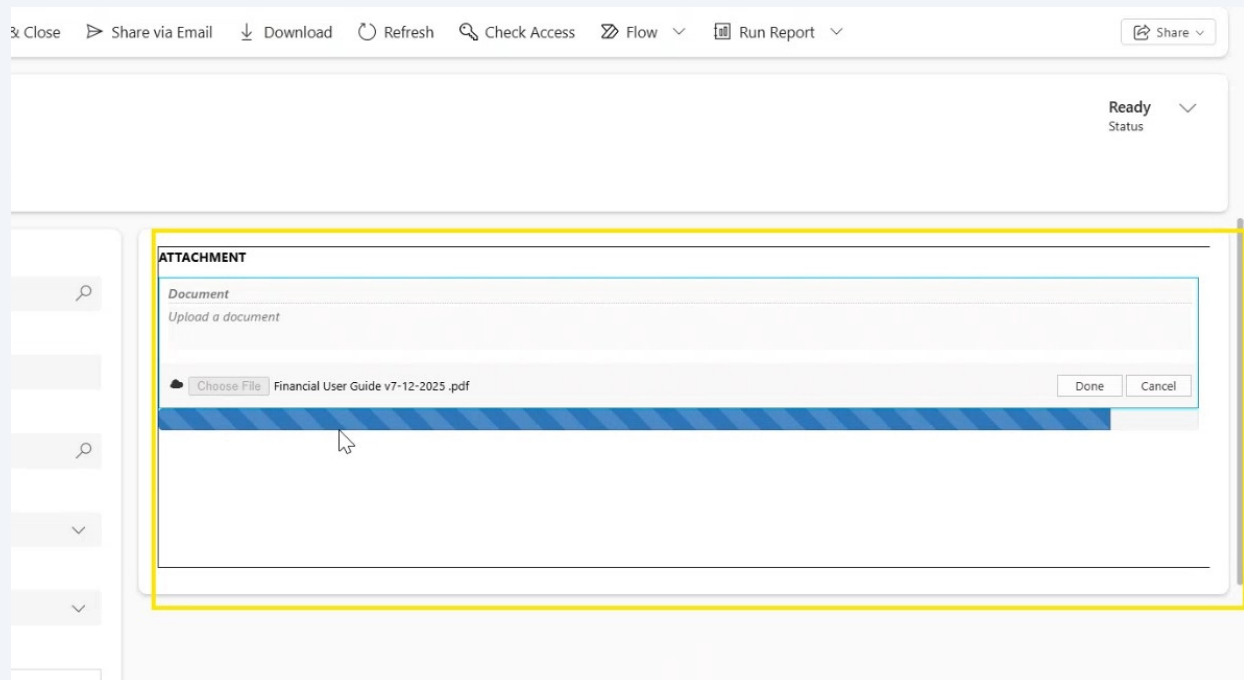 & Close Share via Email Download Refresh Check Access Flow Run Report Share
Ready
Status
ATTACHMENT
Document
Upload a document
Choose File Financial User Guide v7-12-2025 .pdf Done Cancel